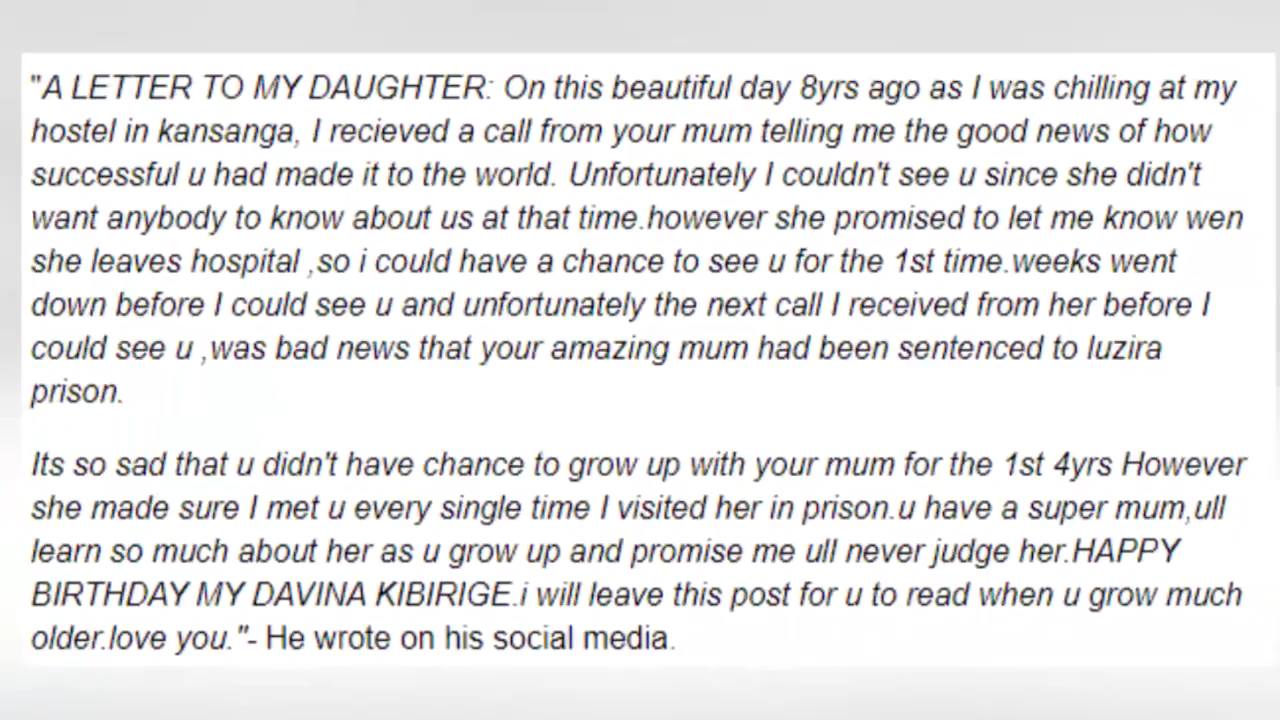 "A LETTER TO MY DAUGHTER: On this beautiful day 8yrs ago as I was chilling at my
hostel in kansanga, I recieved a call from your mum telling me the good news of how
successful u had made it to the world. Unfortunately I couldn't see u since she didn't
want anybody to know about us at that time.however she promised to let me know wen
she leaves hospital ,so i could have a chance to see u for the 1st time.weeks went
down before I could see u and unfortunately the next call I received from her before I
could see u ,was bad news that your amazing mum had been sentenced to luzira
prison.
Its so sad that u didn't have chance to grow up with your mum for the 1st 4yrs However
she made sure I met u every single time I visited her in prison.u have a super mum,ull
learn so much about her as u grow up and promise me ull never judge her.HAPPY
BIRTHDAY MY DAVINA KIBIRIGE.i will leave this post for u to read when u grow much
older.love you."- He wrote on his social media.